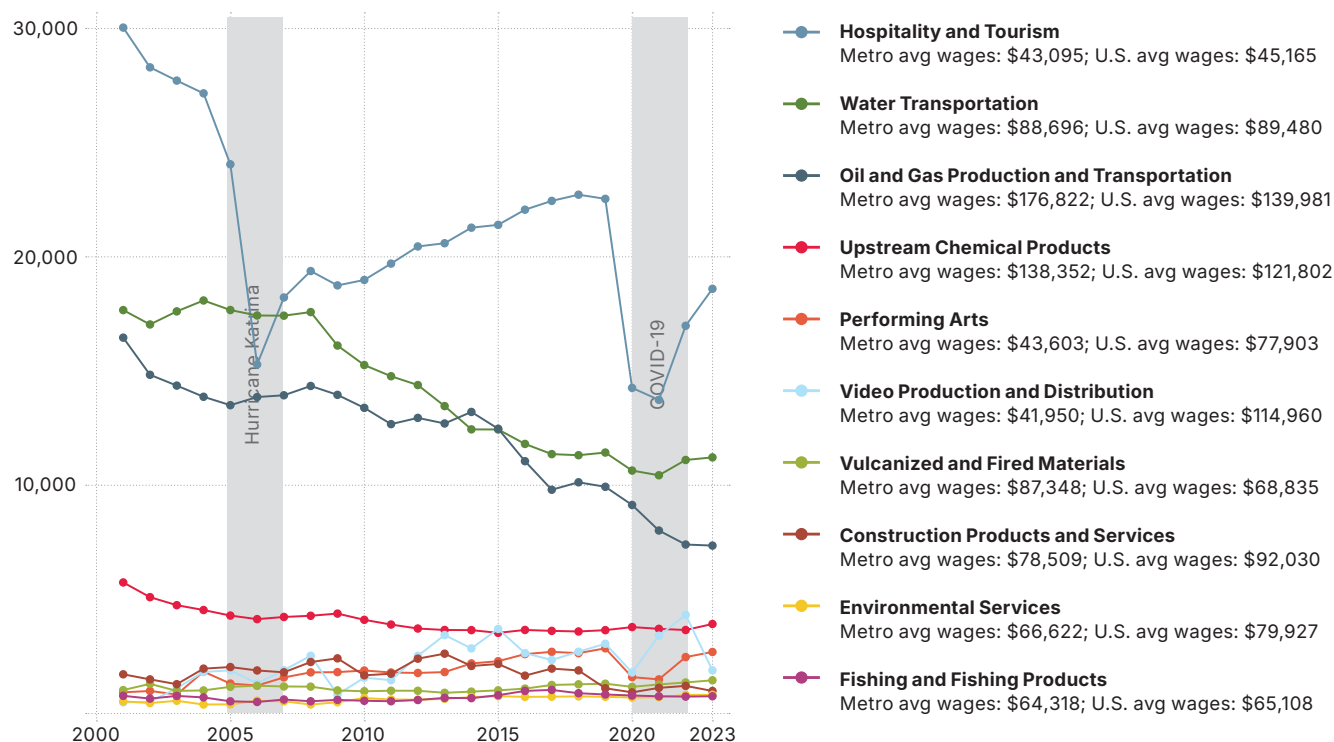 30,000
20,000
10,000
Hurricane Katrina
COVID-19
2000
2005
2010
2015
2020
2023
Hospitality and Tourism
Metro avg wages: $43,095; U.S. avg wages: $45,165
Water Transportation
Metro avg wages: $88,696; U.S. avg wages: $89,480
Oil and Gas Production and Transportation
Metro avg wages: $176,822; U.S. avg wages: $139,981
Upstream Chemical Products
Metro avg wages: $138,352; U.S. avg wages: $121,802
Performing Arts
Metro avg wages: $43,603; U.S. avg wages: $77,903
Video Production and Distribution
Metro avg wages: $41,950; U.S. avg wages: $114,960
Vulcanized and Fired Materials
Metro avg wages: $87,348; U.S. avg wages: $68,835
Construction Products and Services
Metro avg wages: $78,509; U.S. avg wages: $92,030
Environmental Services
Metro avg wages: $66,622; U.S. avg wages: $79,927
Fishing and Fishing Products
Metro avg wages: $64,318; U.S. avg wages: $65,108